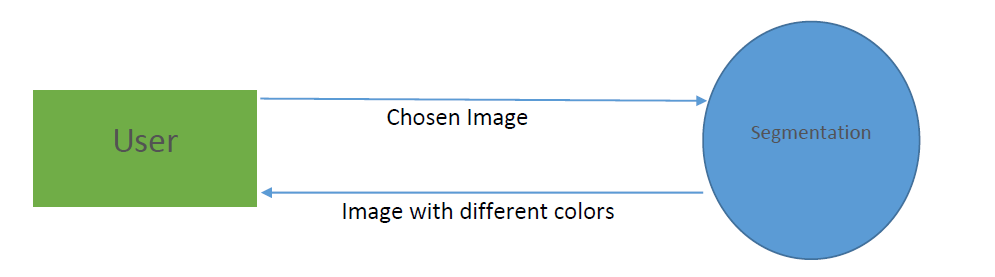 User
Chosen Image
Segmentation
Image with different colors